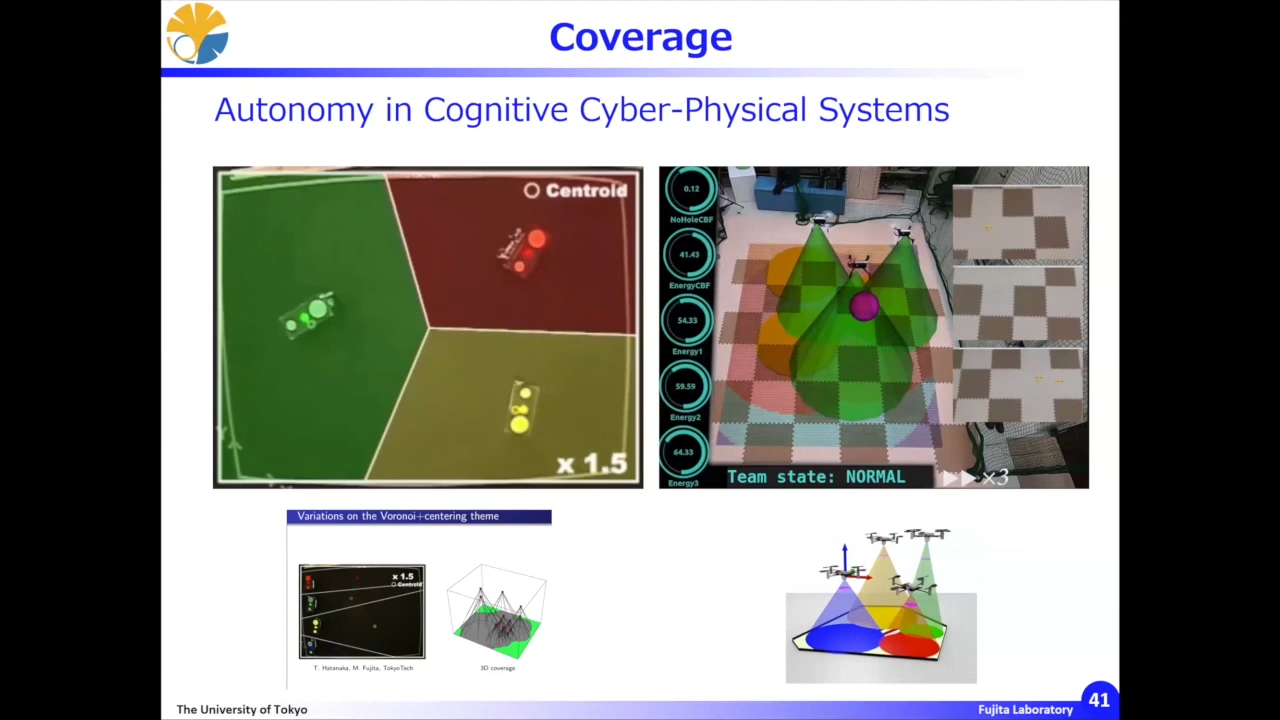 Coverage
Autonomy in Cognitive Cyber-Physical Systems
Centroid
x 1.5
0.12
NoHoleCBF
41.43
EnergyCBF
54.33
Energy1
59.59
Energy2
64.33
Energy3
Team state: NORMAL
×3
Variations on the Voronoi+centering theme
x 1.5
Centroid
T. Hatanaka, M. Fujita, TokyoTech
3D coverage
The University of Tokyo
Fujita Laboratory
41